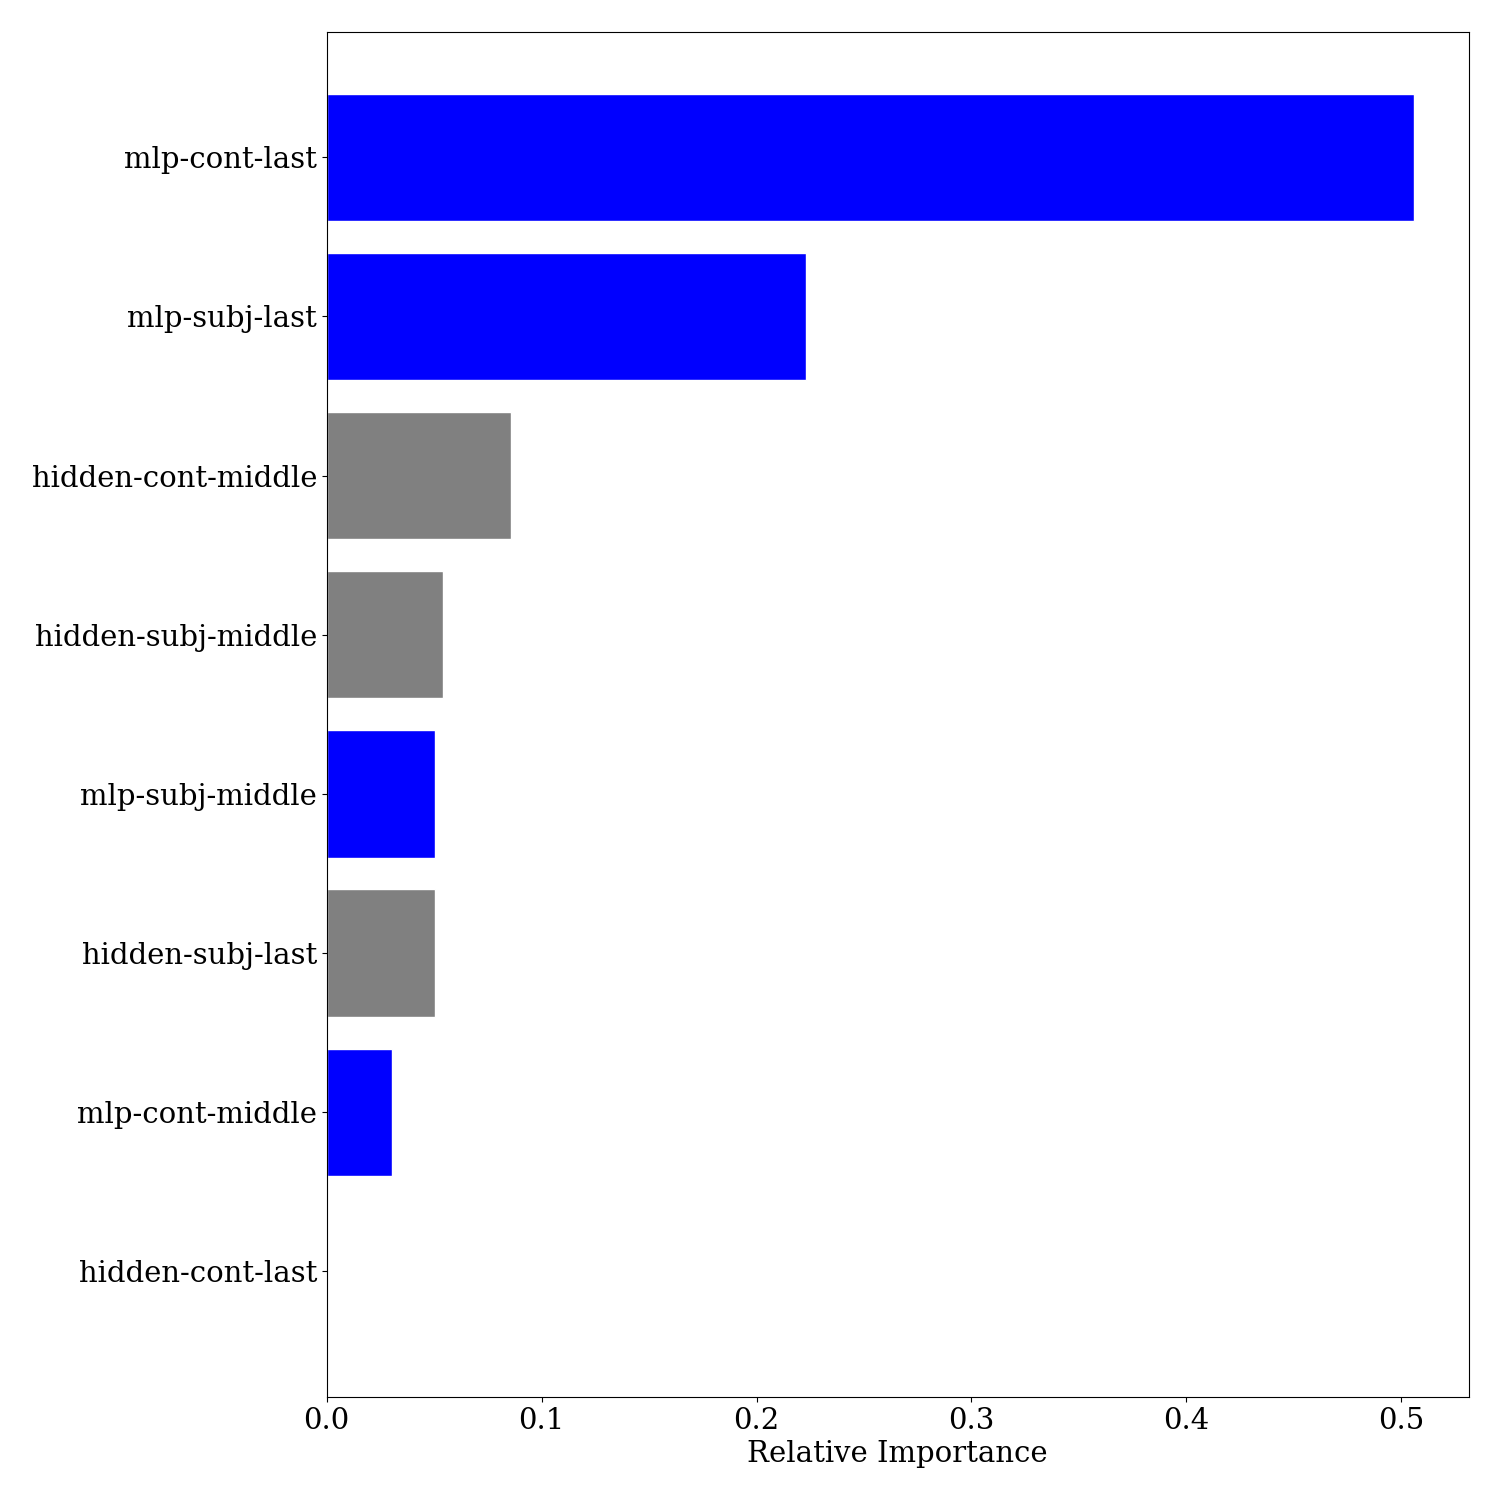 mlp-cont-last
mlp-subj-last
hidden-cont-middle
hidden-subj-middle
mlp-subj-middle
hidden-subj-last
mlp-cont-middle
hidden-cont-last
0.0 0.1 0.2 0.3 0.4 0.5
Relative Importance